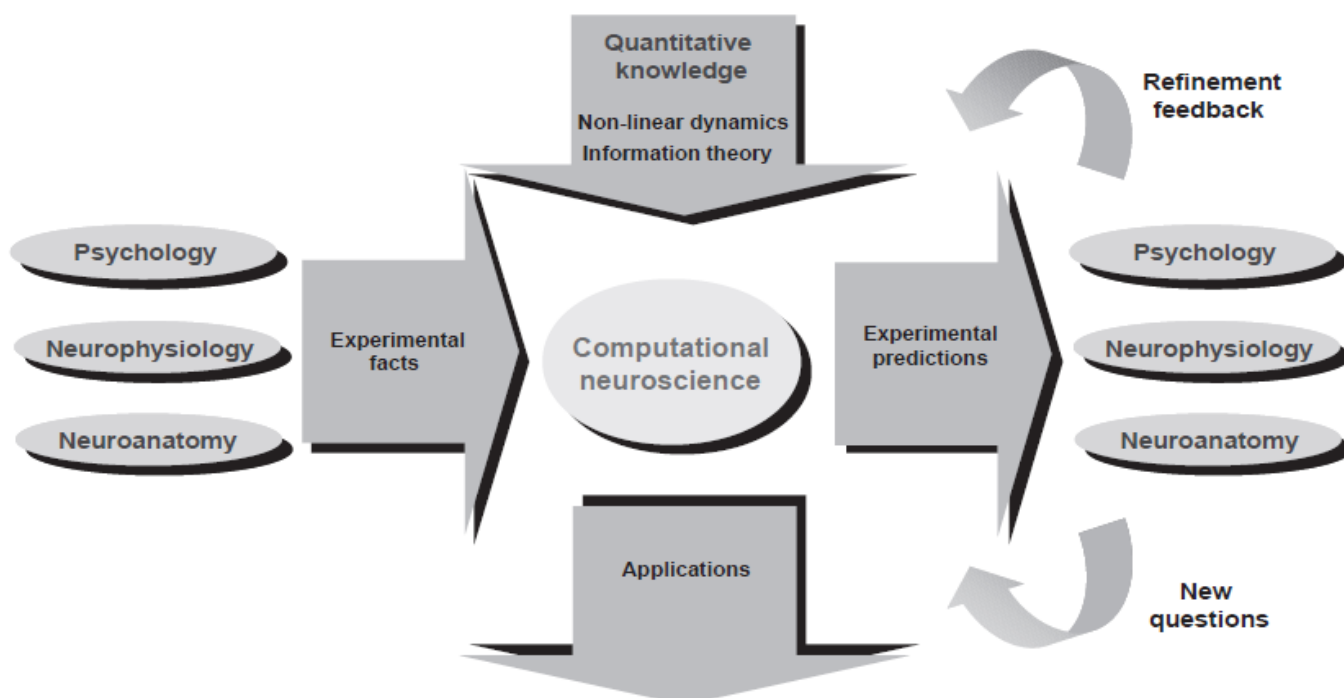 Quantitative
knowledge
Non-linear dynamics
Information theory
Refinement
feedback
Psychology
Neurophysiology
Neuroanatomy
Experimental
facts
Computational
neuroscience
Experimental
predictions
Psychology
Neurophysiology
Neuroanatomy
Applications
New
questions